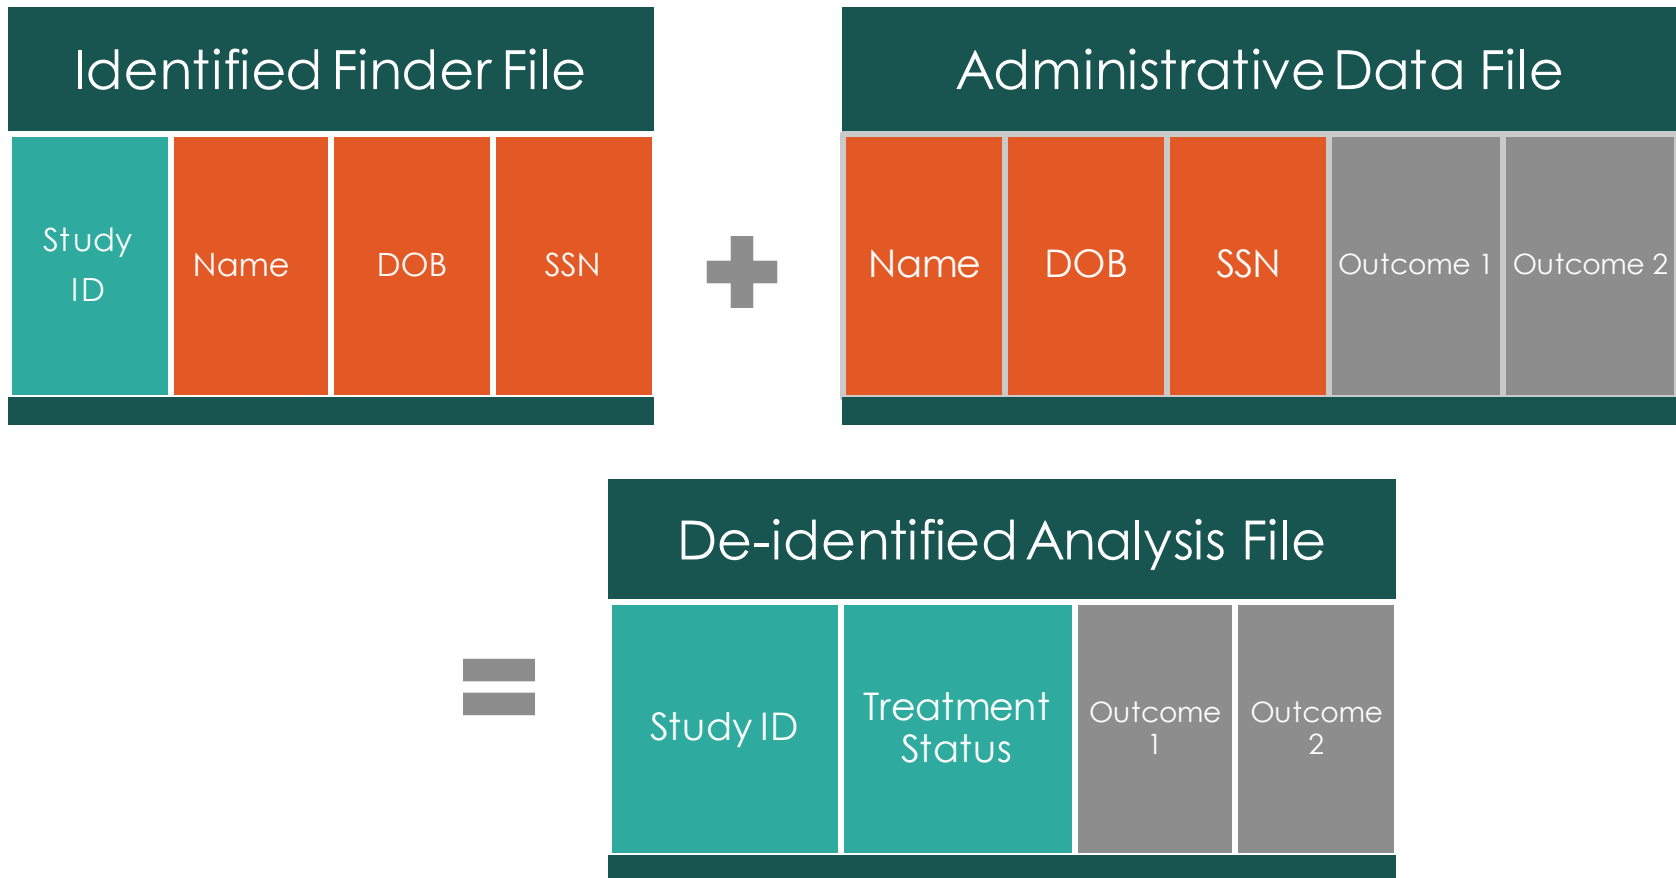 Identified Finder File
Study
ID
Name
DOB
SSN
Administrative Data File
Name
DOB
SSN
Outcome 1
Outcome 2
De-identified Analysis File
Study ID
Treatment
Status
Outcome
1
Outcome
2